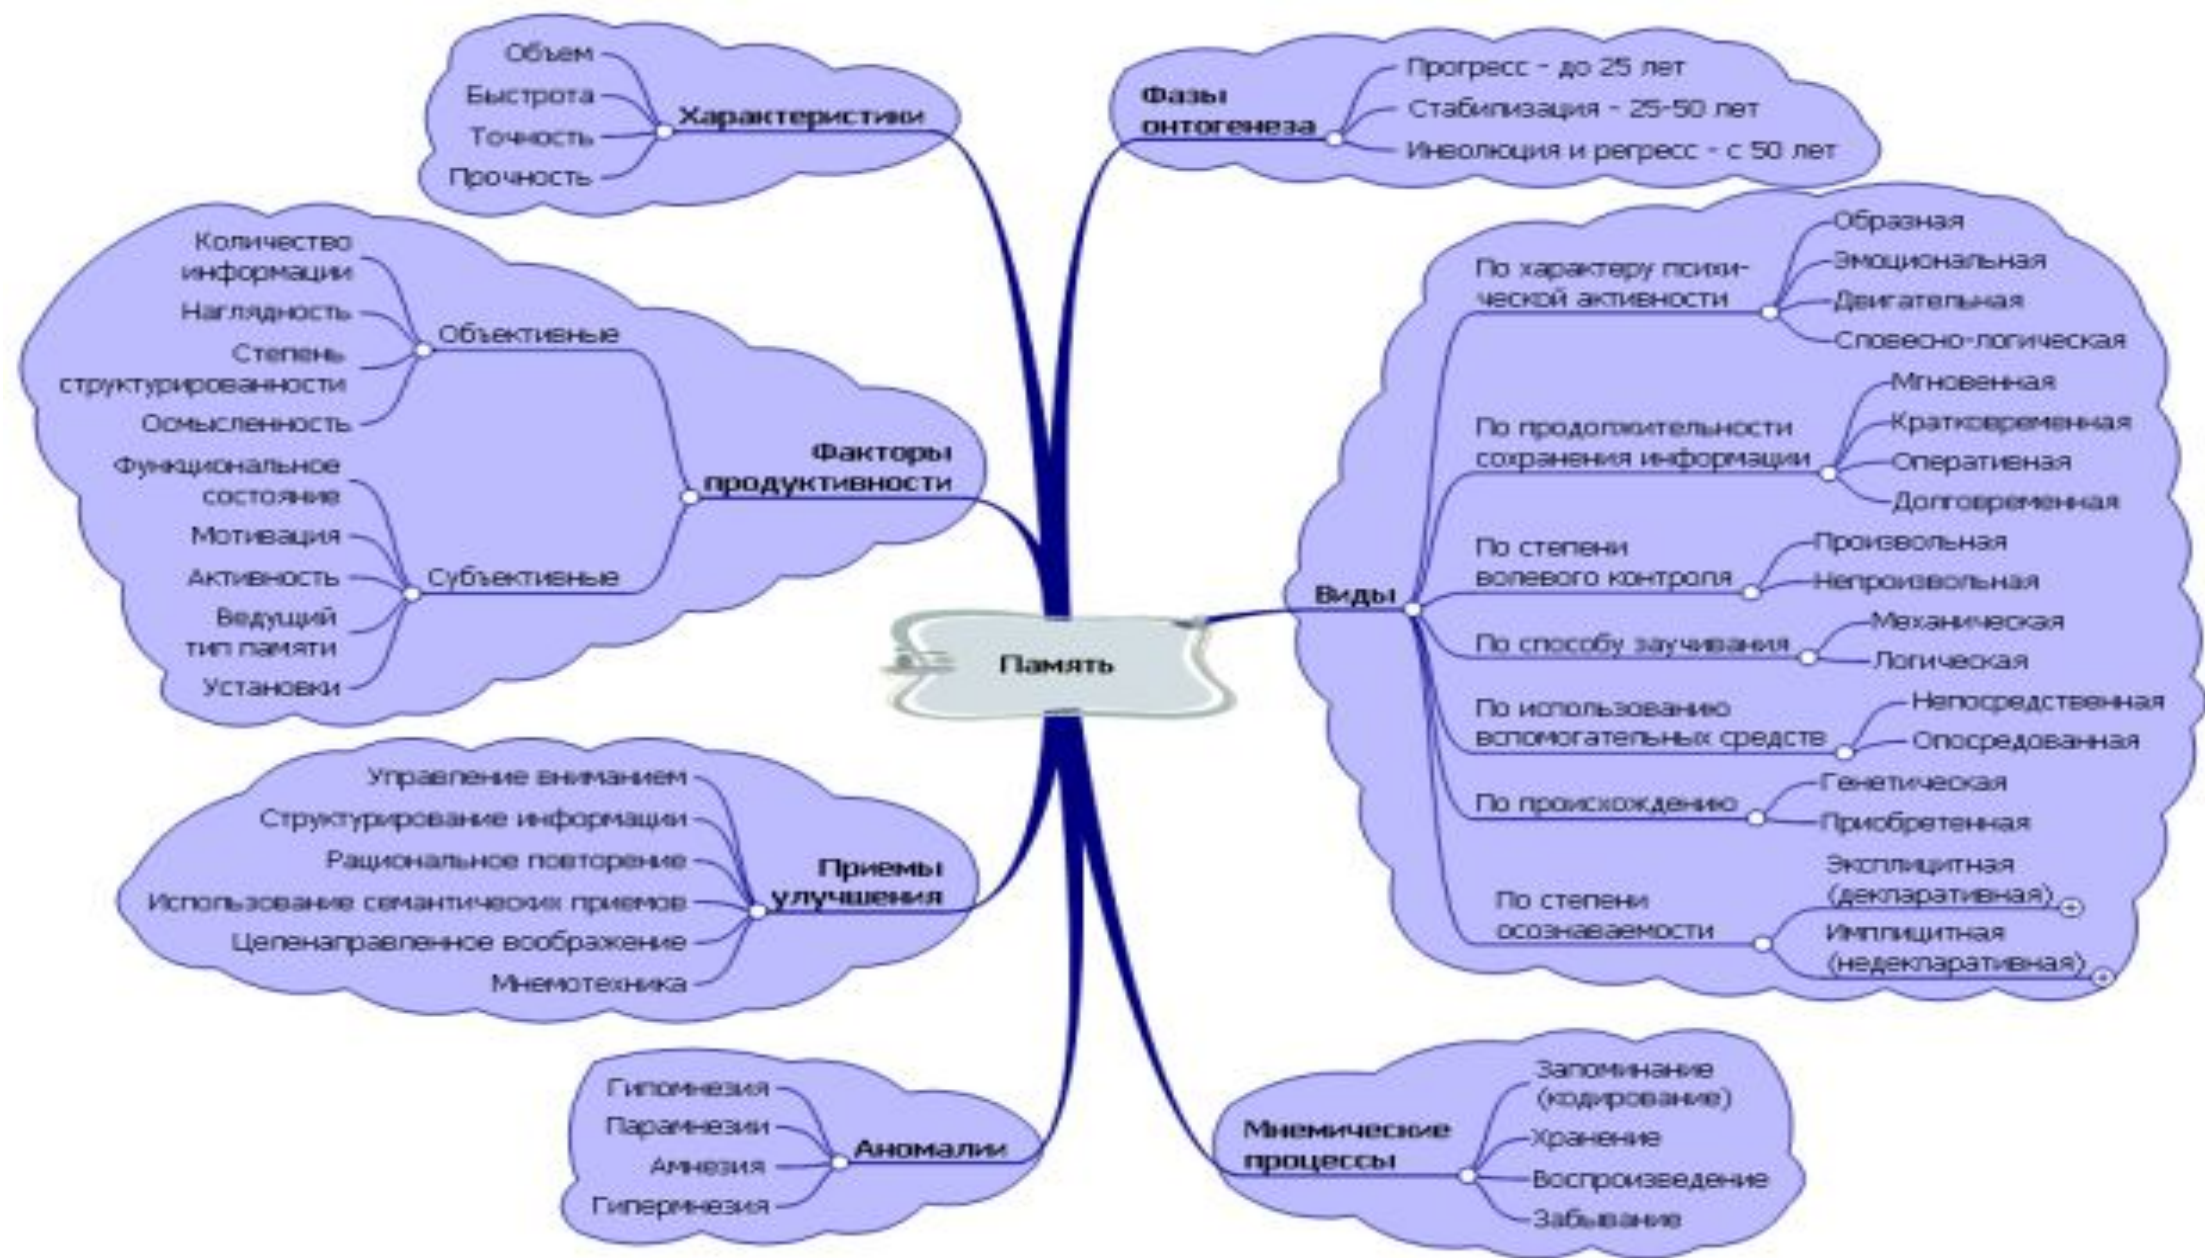 Память
Характеристики
Объем
Быстрота
Точность
Прочность
Факторы
продуктивности
Объективные
Количество
информации
Наглядность
Степень
структурированности
Осмысленность
Субъективные
Функциональное
состояние
Мотивация
Активность
Ведущий
тип памяти
Установки
Приемы
улучшения
Управление вниманием
Структурирование информации
Рациональное повторение
Использование семантических приемов
Целенаправленное воображение
Мнемотехника
Аномалии
Гипомнезия
Парамнезии
Амнезия
Гипермнезия
Фазы
онтогенеза
Прогресс - до 25 лет
Стабилизация - 25-50 лет
Инволюция и регресс - с 50 лет
Виды
По характеру психи-
ческой активности
Образная
Эмоциональная
Двигательная
Словесно-логическая
По продолжительности
сохранения информации
Мгновенная
Кратковременная
Оперативная
Долговременная
По степени
волевого контроля
Произвольная
Непроизвольная
По способу заучивания
Механическая
Логическая
По использованию
вспомогательных средств
Непосредственная
Опосредованная
По происхождению
Генетическая
Приобретенная
По степени
осознаваемости
Эксплицитная
(декларативная)
Имплицитная
(недекларативная)
Мнемические
процессы
Запоминание
(кодирование)
Хранение
Воспроизведение
Забывание